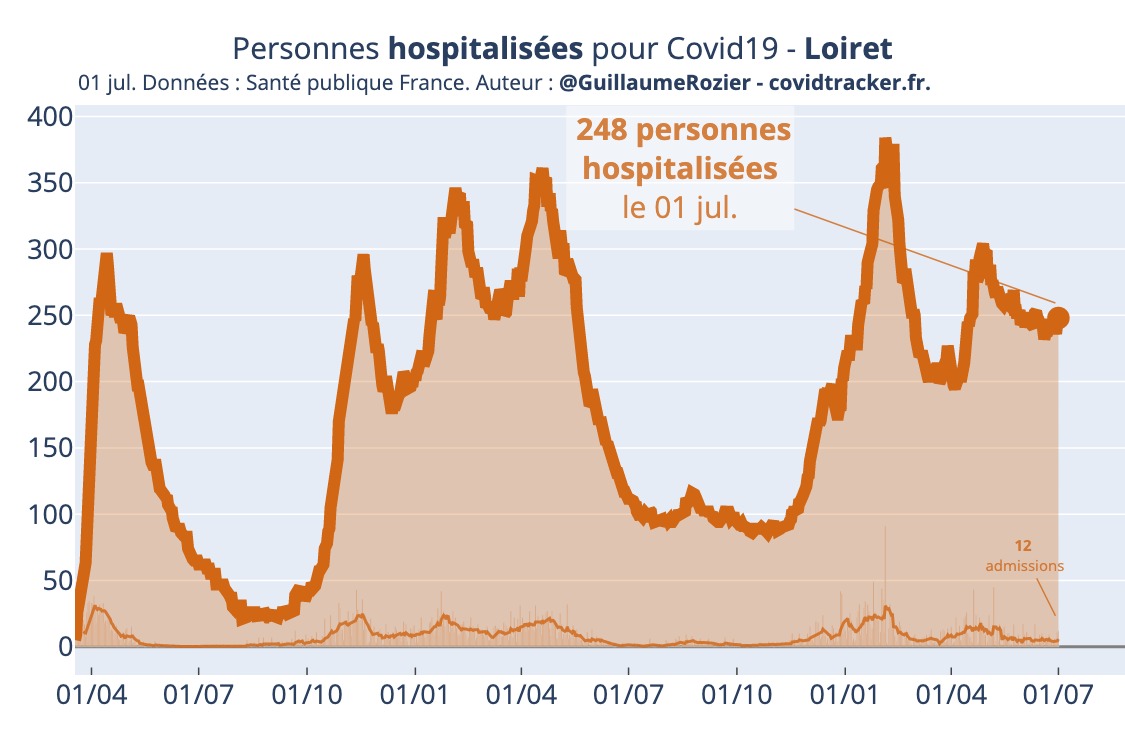 Personnes hospitalisées pour Covid19 - Loiret
01 jul. Données : Santé publique France. Auteur : @GuillaumeRozier - covidtracker.fr.
400
350
300
250
200
150
100
50
0
248 personnes
hospitalisées
le 01 jul.
12
admissions
01/04 01/07 01/10 01/01 01/04 01/07 01/10 01/01 01/04 01/07